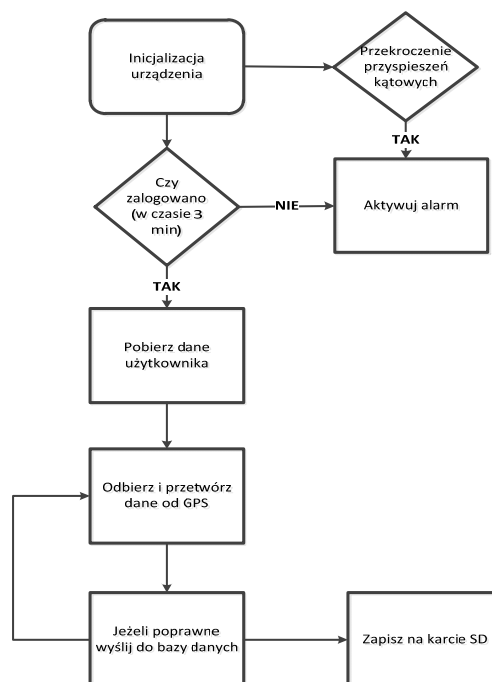 Inicjalizacja
urządzenia
Przekroczenie
przyspieszeń
kątowych
TAK
Czy
zalogowano
(w czasie 3
min)
NIE
Aktywuj alarm
TAK
Pobierz dane
użytkownika
Odbierz i przetwórz
dane od GPS
Jeżeli poprawne
wyślij do bazy danych
Zapisz na karcie SD